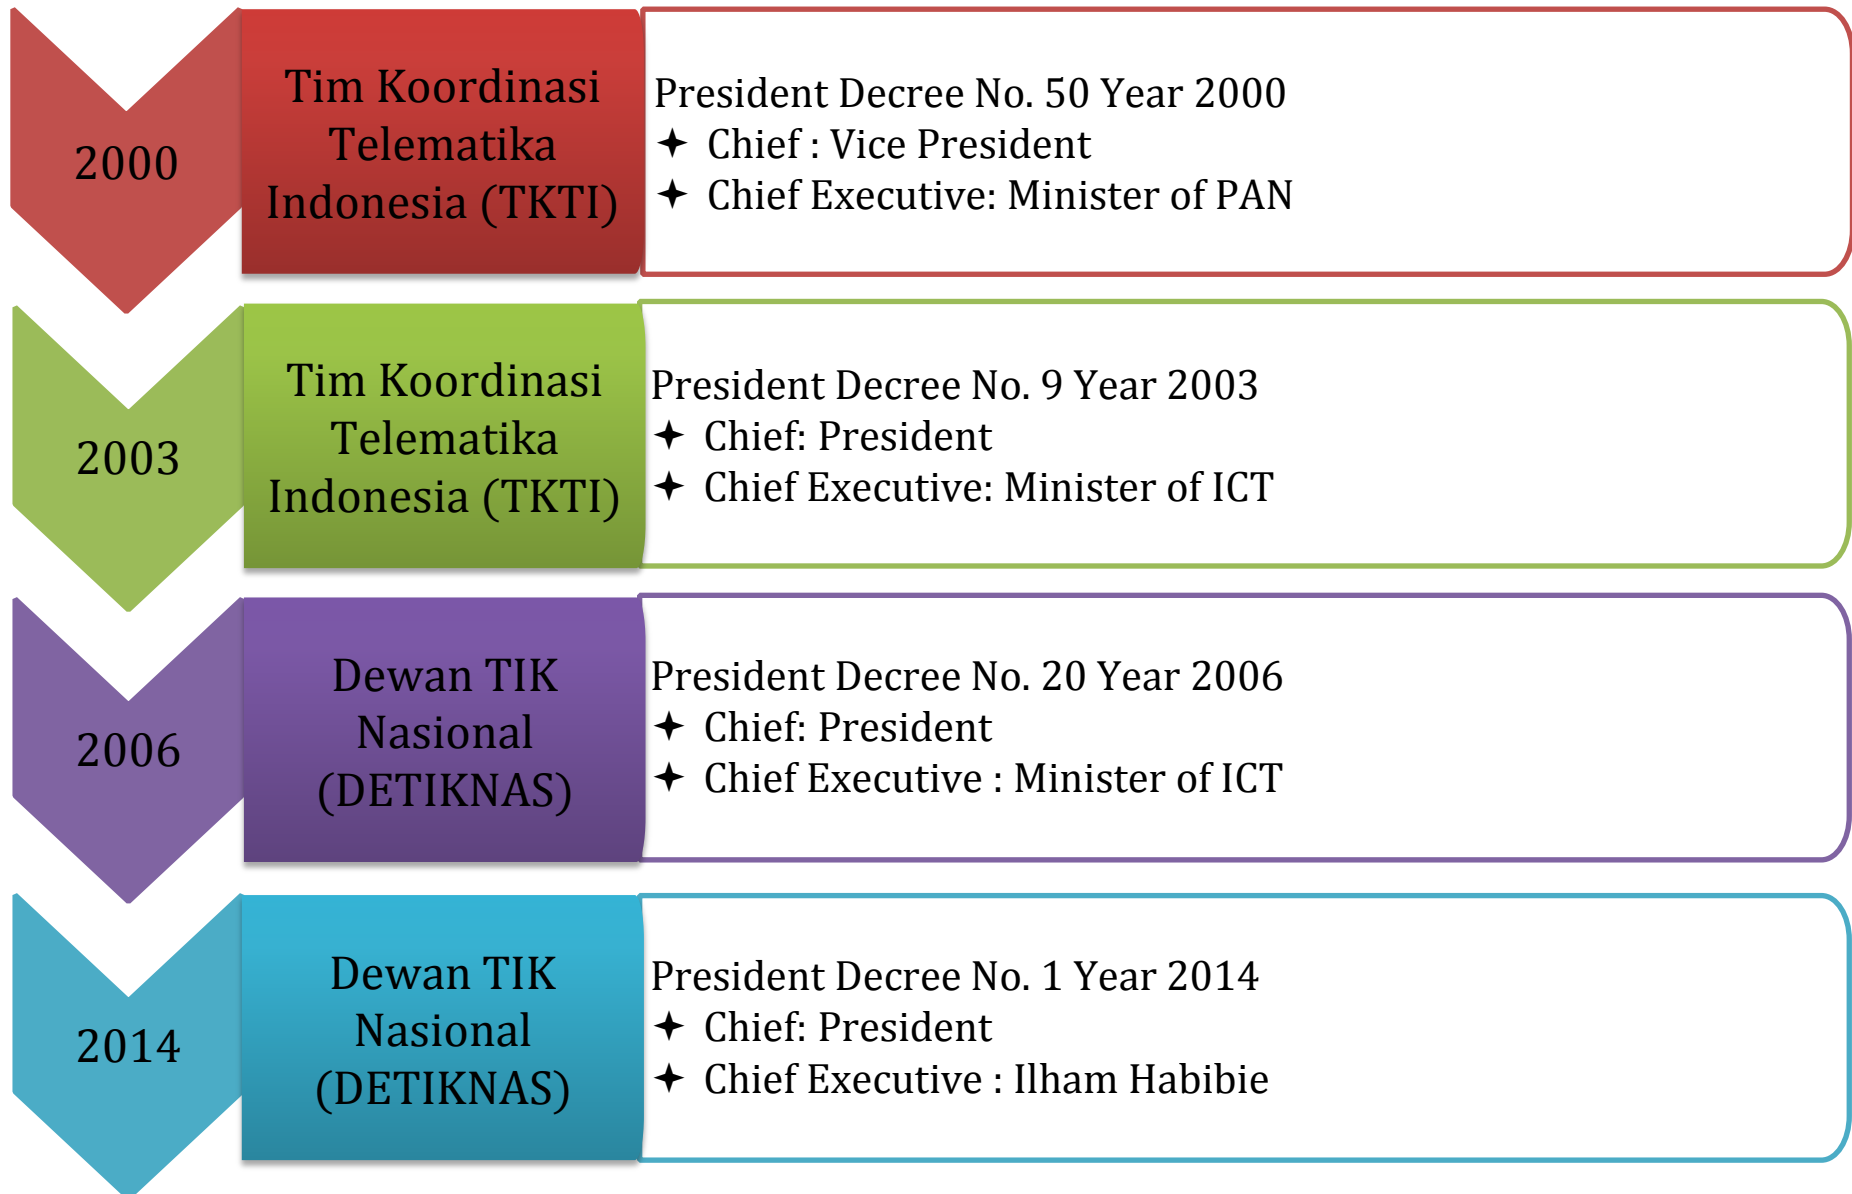 2000
Tim Koordinasi
Telematika
Indonesia (TKTI)
President Decree No. 50 Year 2000
✦ Chief : Vice President
✦ Chief Executive: Minister of PAN
2003
Tim Koordinasi
Telematika
Indonesia (TKTI)
President Decree No. 9 Year 2003
✦ Chief: President
✦ Chief Executive: Minister of ICT
2006
Dewan TIK
Nasional
(DETIKNAS)
President Decree No. 20 Year 2006
✦ Chief: President
✦ Chief Executive : Minister of ICT
2014
Dewan TIK
Nasional
(DETIKNAS)
President Decree No. 1 Year 2014
✦ Chief: President
✦ Chief Executive : Ilham Habibie